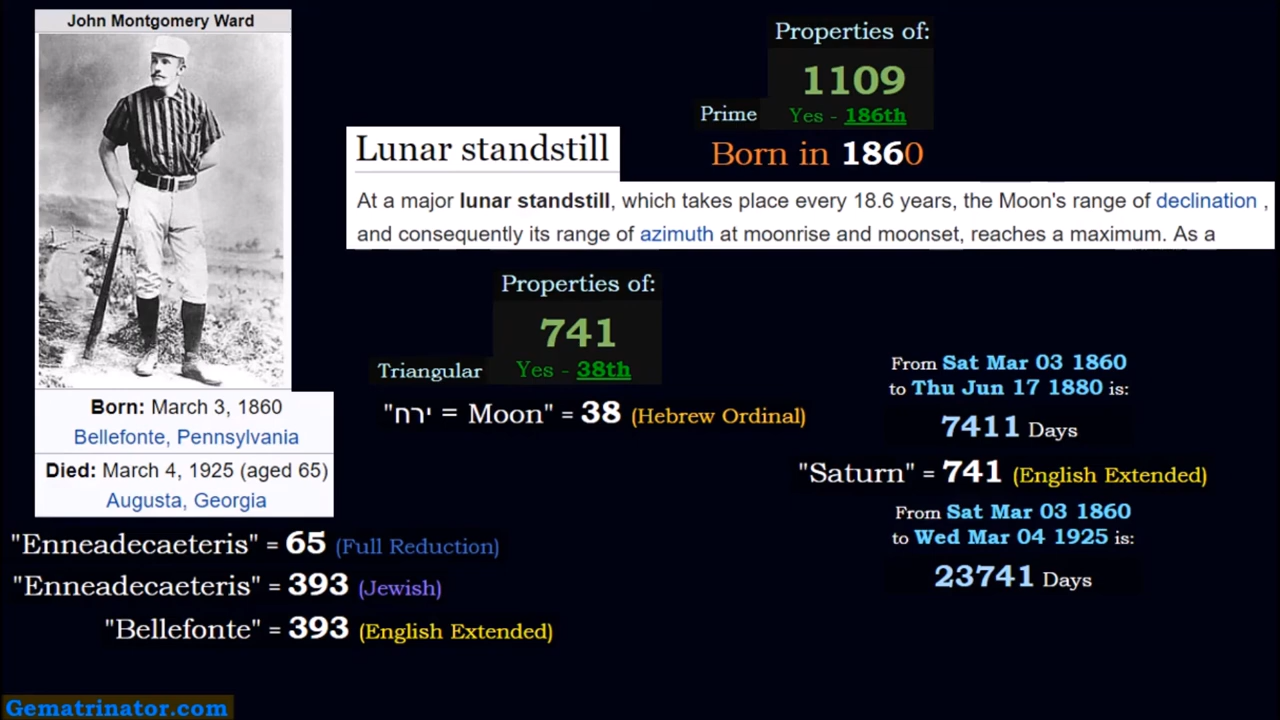 John Montgomery Ward
Born: March 3, 1860
Bellefonte, Pennsylvania
Died: March 4, 1925 (aged 65)
Augusta, Georgia
Properties of:
1109
Prime Yes - 186th
Born in 1860
Lunar standstill
At a major lunar standstill, which takes place every 18.6 years, the Moon's range of declination ,
and consequently its range of azimuth at moonrise and moonset, reaches a maximum. As a
Properties of:
741
Triangular Yes - 38th
"ירח = Moon" = 38 (Hebrew Ordinal)
From Sat Mar 03 1860
to Thu Jun 17 1880 is:
7411 Days
"Saturn" = 741 (English Extended)
From Sat Mar 03 1860
to Wed Mar 04 1925 is:
23741 Days
"Enneadecaeteris" = 65 (Full Reduction)
"Enneadecaeteris" = 393 (Jewish)
"Bellefonte" = 393 (English Extended)
Gematrinator.com